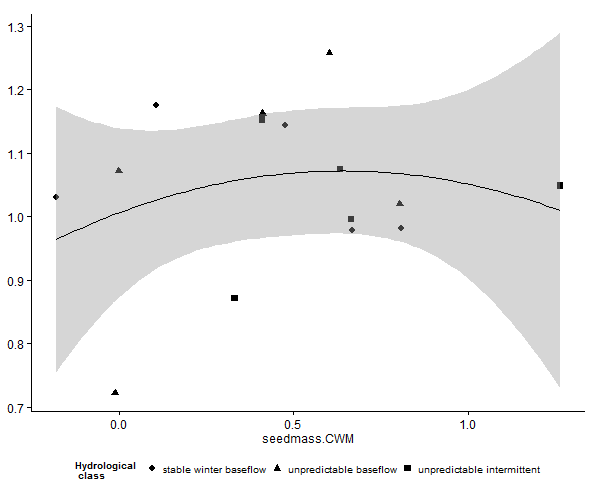 1.3
1.2
1.1
1.0
0.9
0.8
0.7
0.0 0.5 1.0
seedmass.CWM
Hydrological
class
stable winter baseflow unpredictable baseflow unpredictable intermittent